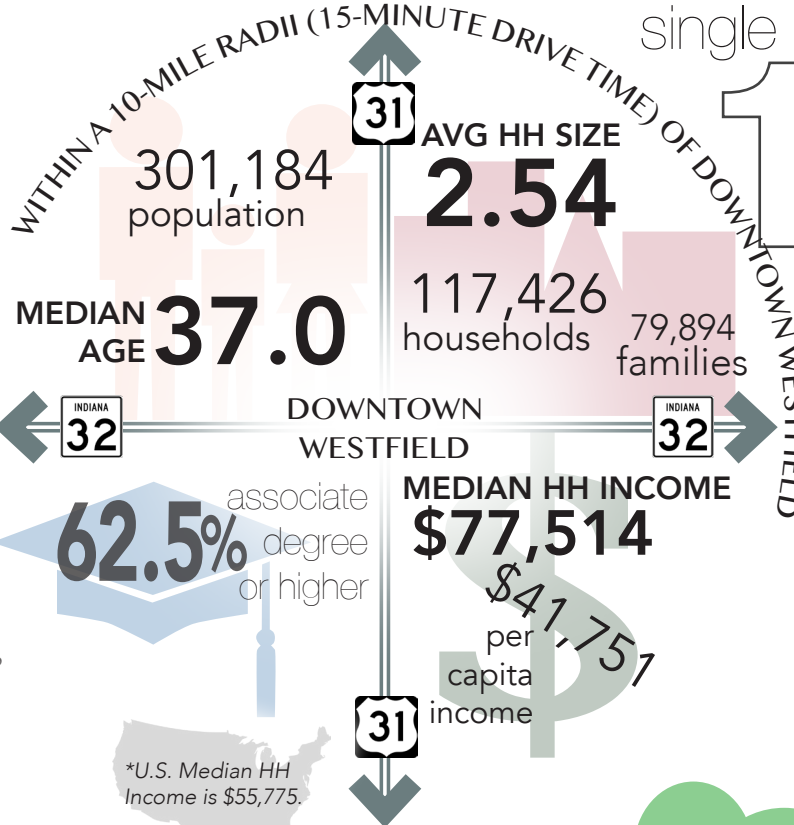 single
1
WITHIN A 10-MILE RADII (15-MINUTE DRIVE TIME) OF DOWNTOWN WESTFIELD
31
301,184
population
AVG HH SIZE
2.54
MEDIAN
AGE 37.0
117,426
households
79,894
families
INDIANA
32
DOWNTOWN
WESTFIELD
INDIANA
32
62.5%
associate
degree
or higher
MEDIAN HH INCOME
$77,514
$41,751
per
capita
income
31
*U.S. Median HH
Income is $55,775.